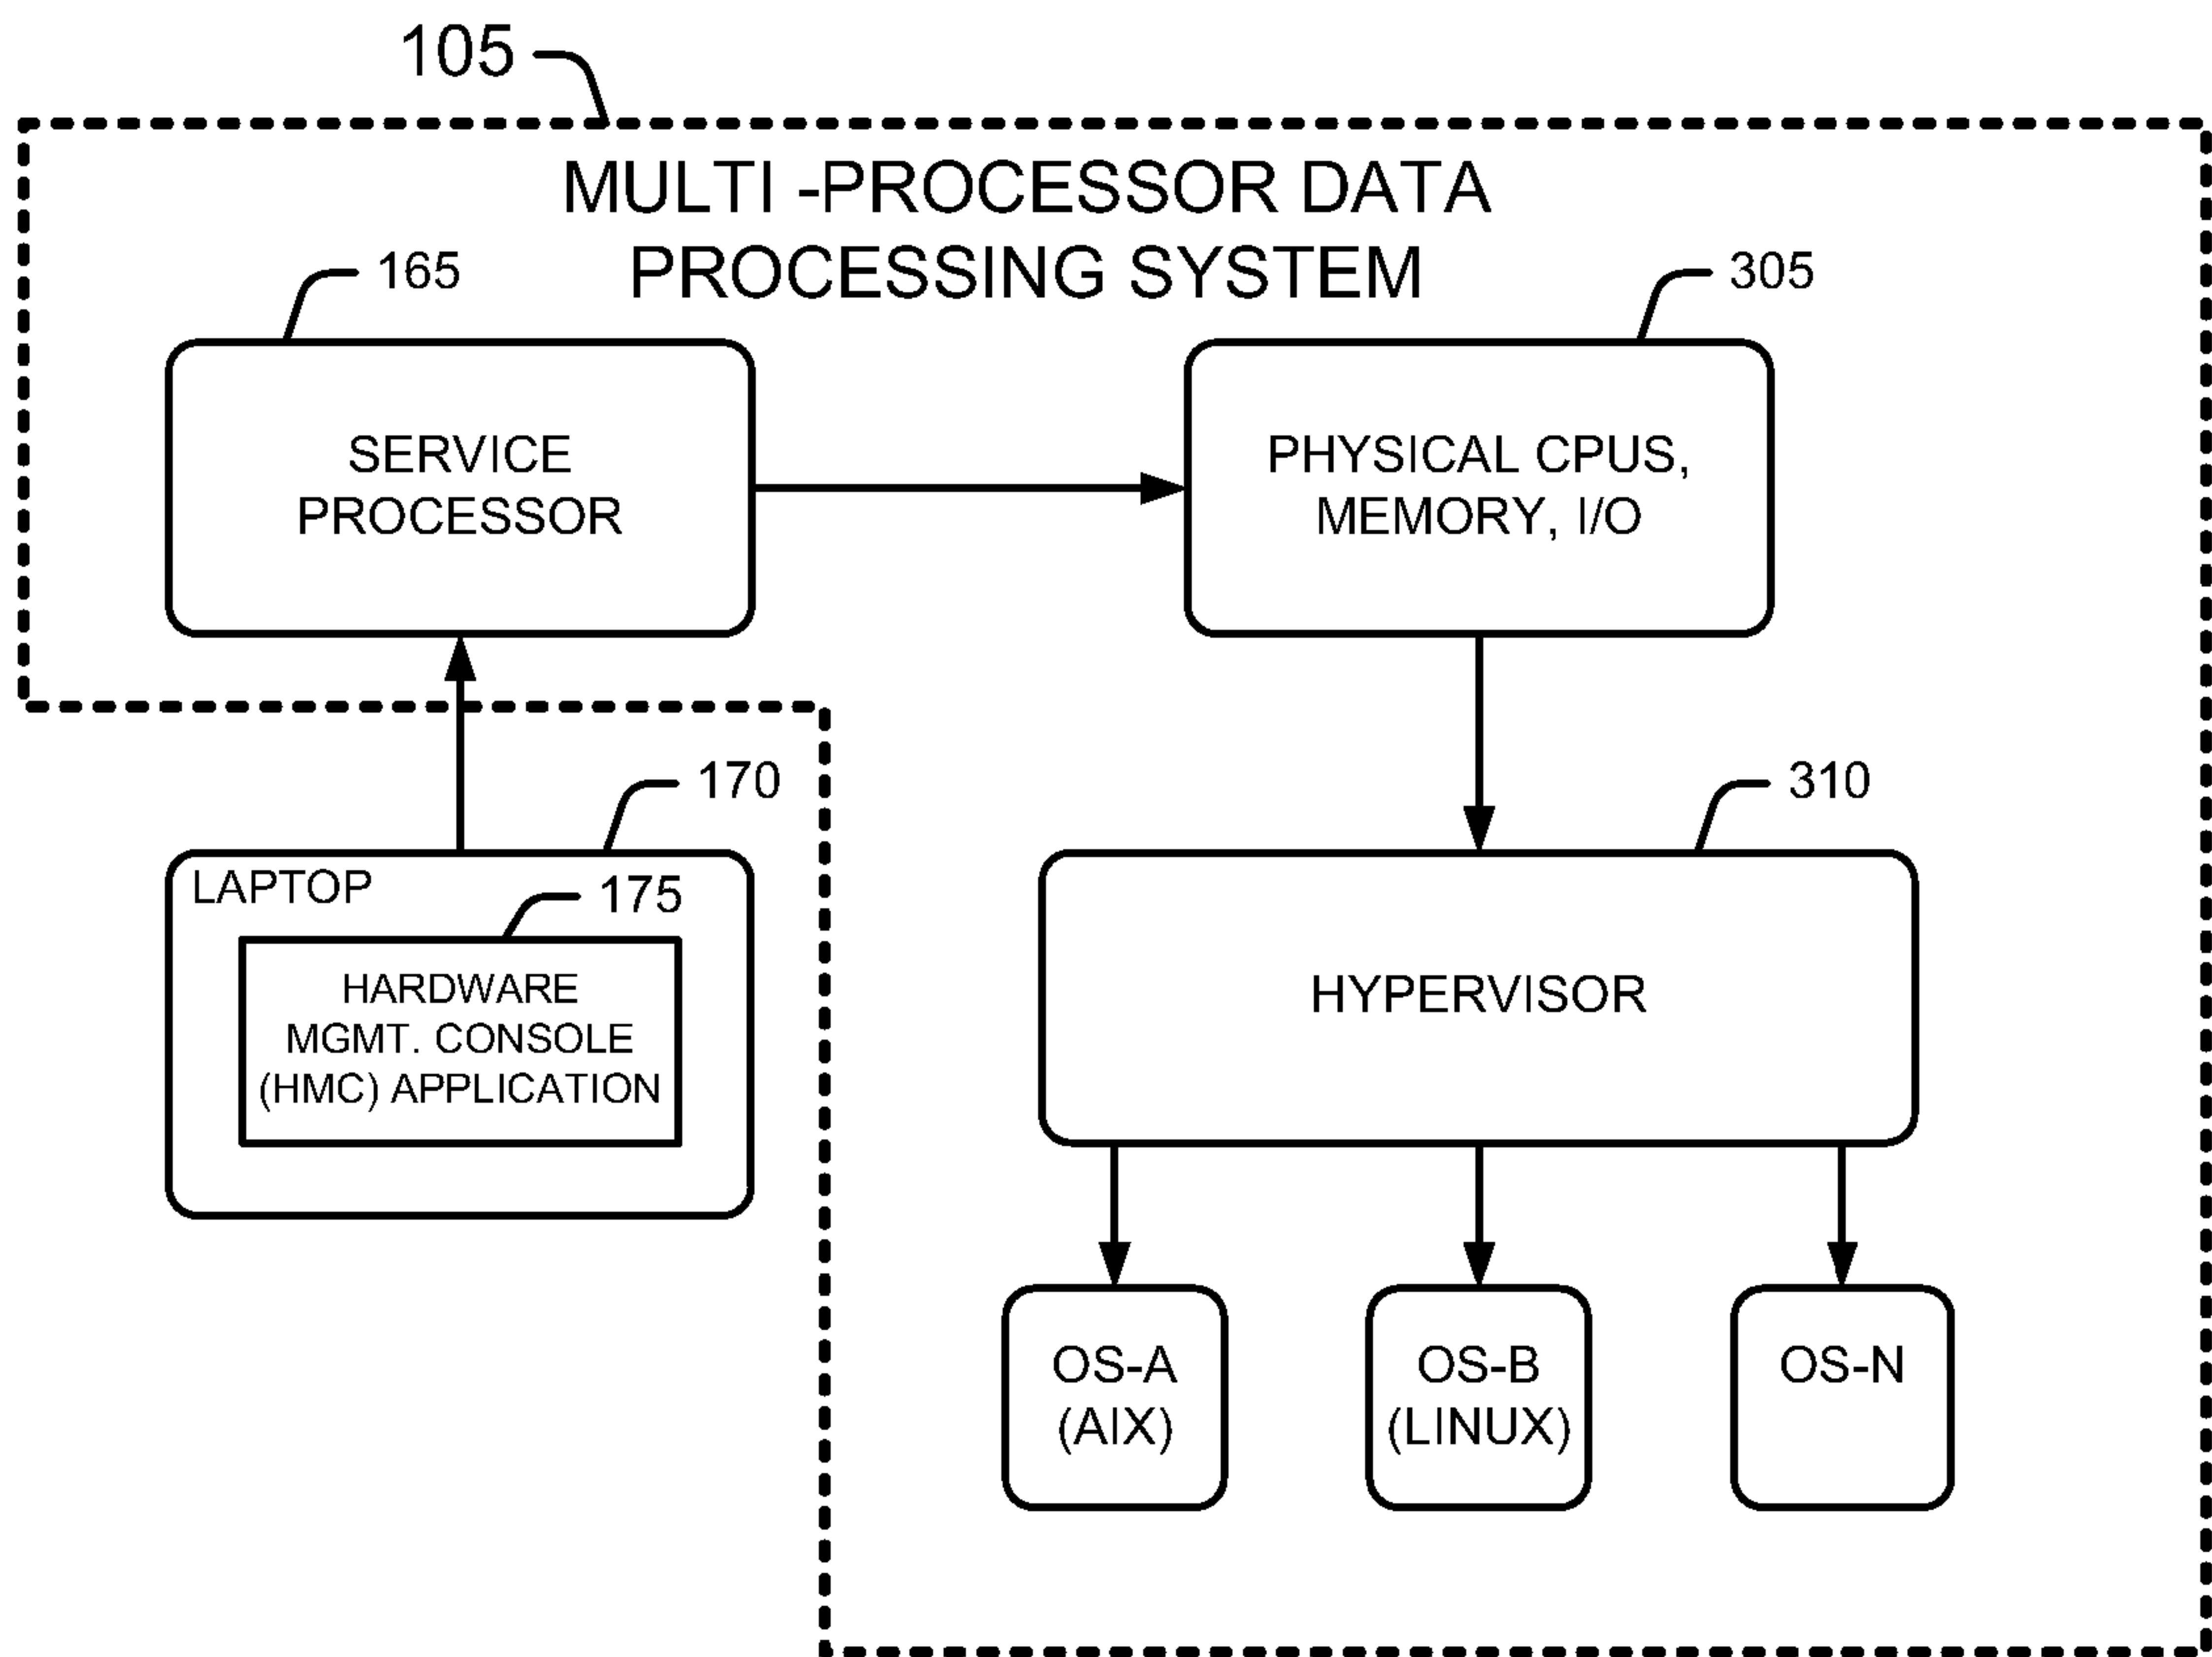 105
MULTI -PROCESSOR DATA
PROCESSING SYSTEM
165
305
SERVICE
PROCESSOR
PHYSICAL CPUS,
MEMORY, I/O
170
310
LAPTOP
175
HARDWARE
MGMT. CONSOLE
(HMC) APPLICATION
HYPERVISOR
OS-A
(AIX)
OS-B
(LINUX)
OS-N